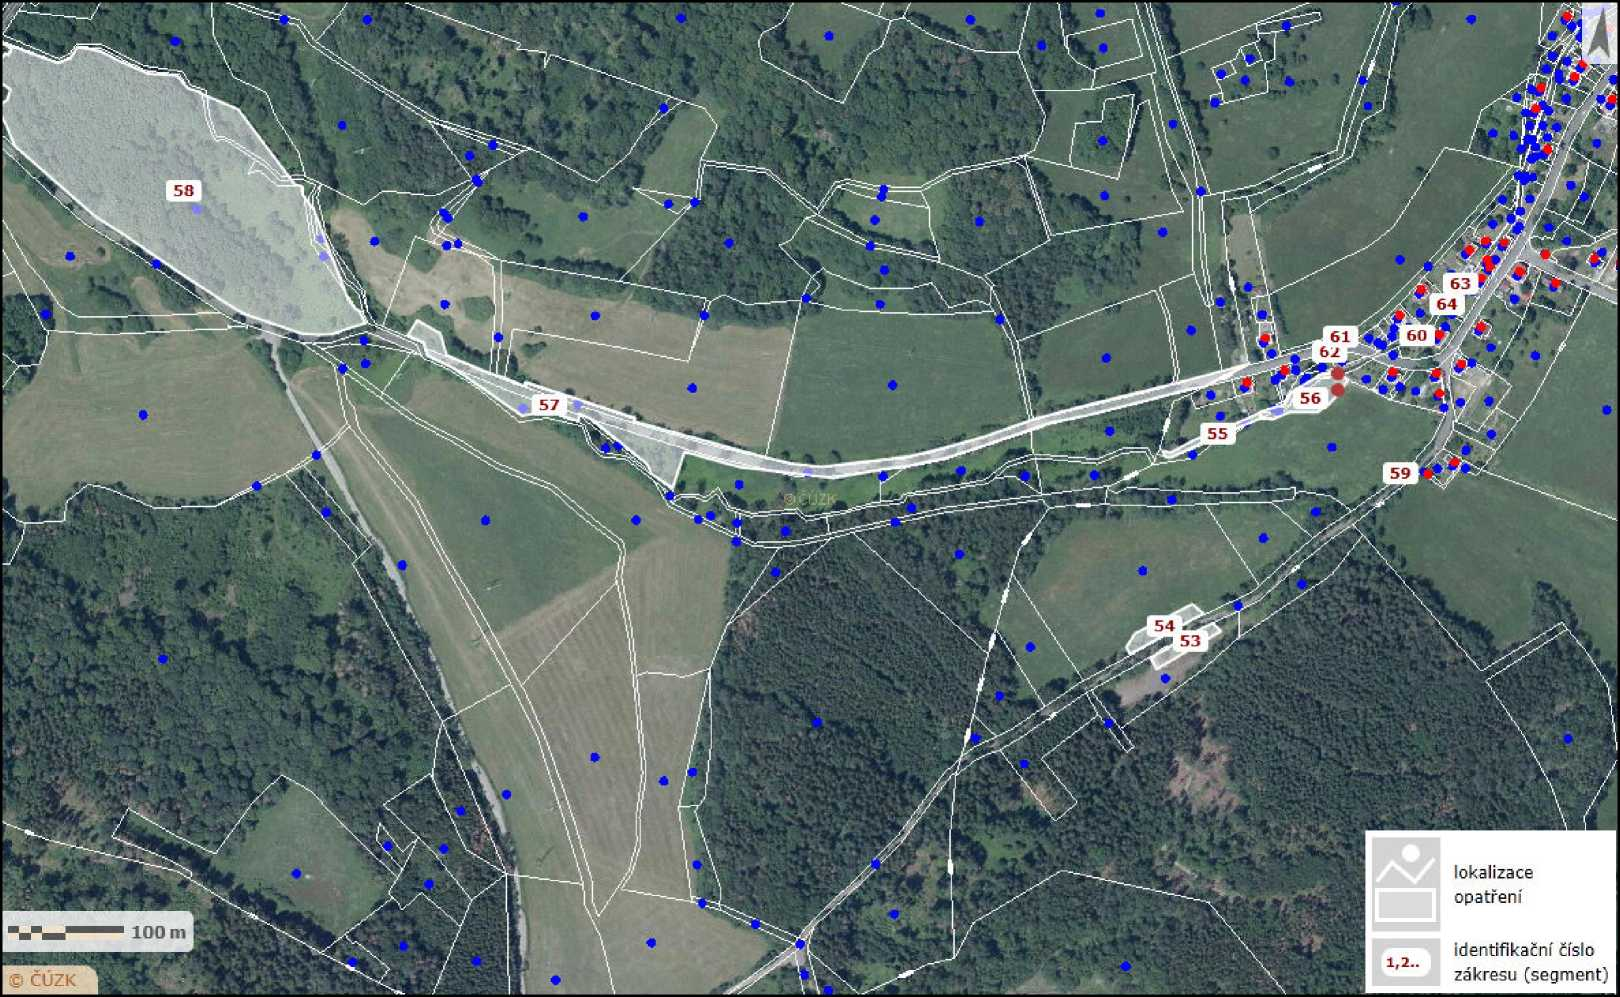 58
63
64
61
60
62
56
57
55
59
© ČÚZK
54
53
lokalizace
opatření
100 m
identifikační číslo
1,2..
zákresu (segment)
© ČÚZK